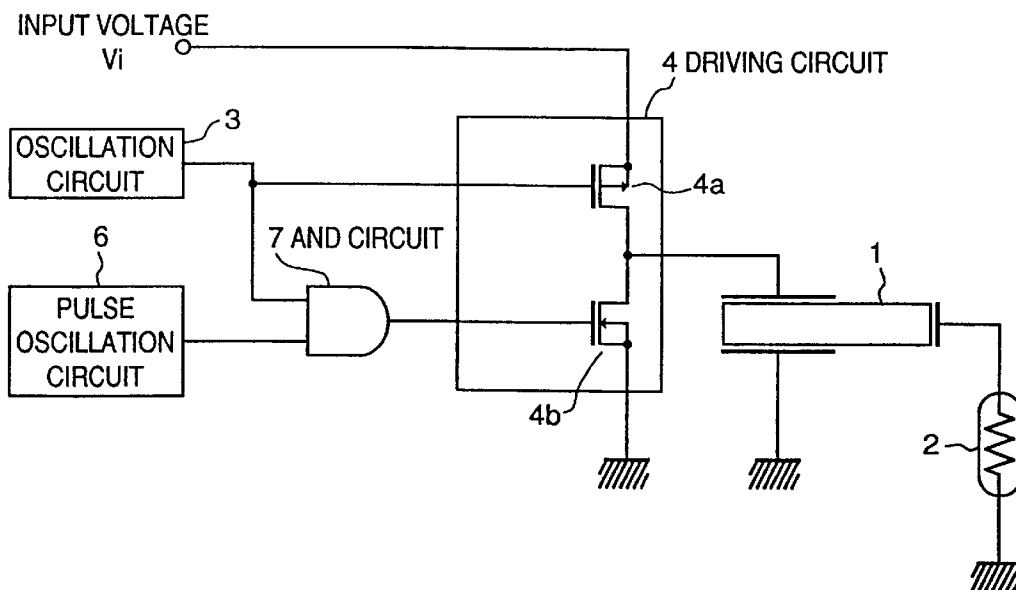 INPUT VOLTAGE
Vi
4 DRIVING CIRCUIT
3
OSCILLATION
CIRCUIT
4a
7 AND CIRCUIT
6
1
PULSE
OSCILLATION
CIRCUIT
4b
2